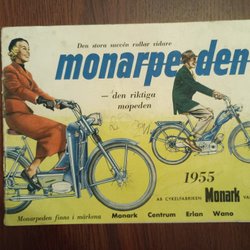 Den stora succén rullar vidare
monarpeden
— den riktiga
mopeden
1955
AB CYKELFABRIKEN Monark
Monarpeden finns i märkena Monark Centrum Erlan Wano